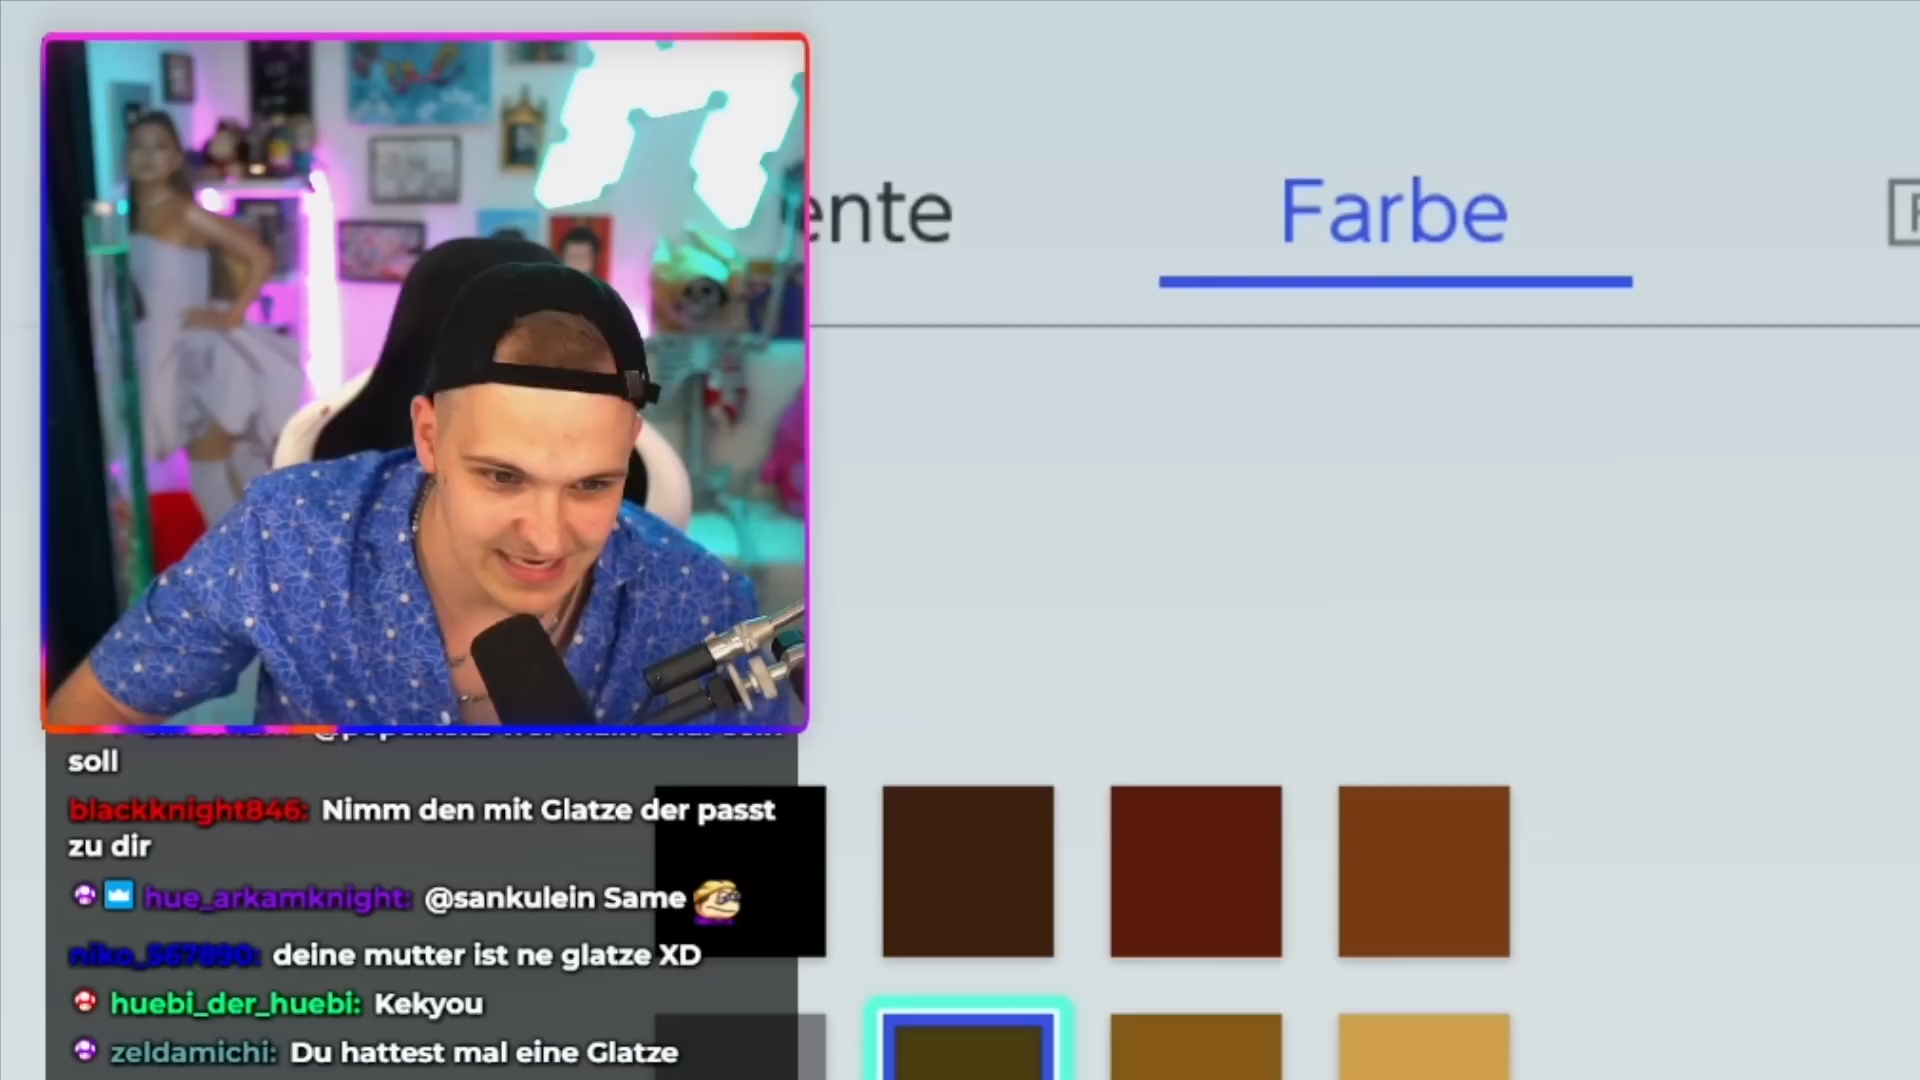 ente
Farbe
soll
blackknight846: Nimm den mit Glatze der passt
zu dir
hue_arkamknight: @sankulein Same
niko_567890: deine mutter ist ne glatze XD
huebi_der_huebi: Kekyou
zeldamichi: Du hattest mal eine Glatze